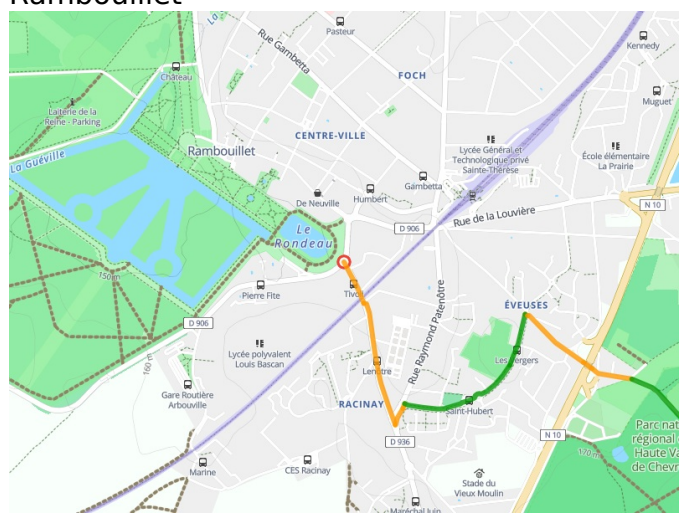 Rambouillet
Pasteur
Rue Gambetta
Kennedy
FOCH
Château
Muguet
Laiterie de la
Reine - Parking
CENTRE-VILLE
Lycée Général et
Technologique privé
Sainte-Thérèse
École élémentaire
La Prairie
La Guéville
Rambouillet
Gambetta
De Neuville
Humbert
N 10
Rue de la Louvière
D 906
Le
Rondeau
150 m
Tivoli
Pierre Fite
ÉVEUSES
D 906
Rue Raymond Patenôtre
Lycée polyvalent
Louis Bascan
160 m
Les Vergers
Lenôtre
Gare Routière
Arbouville
RACINAY
Saint-Hubert
Parc nat
régional
Haute Va
de Chevr
D 936
N 10
170 m
Marine
CES Racinay
Stade du
Vieux Moulin
Maréchal Juin